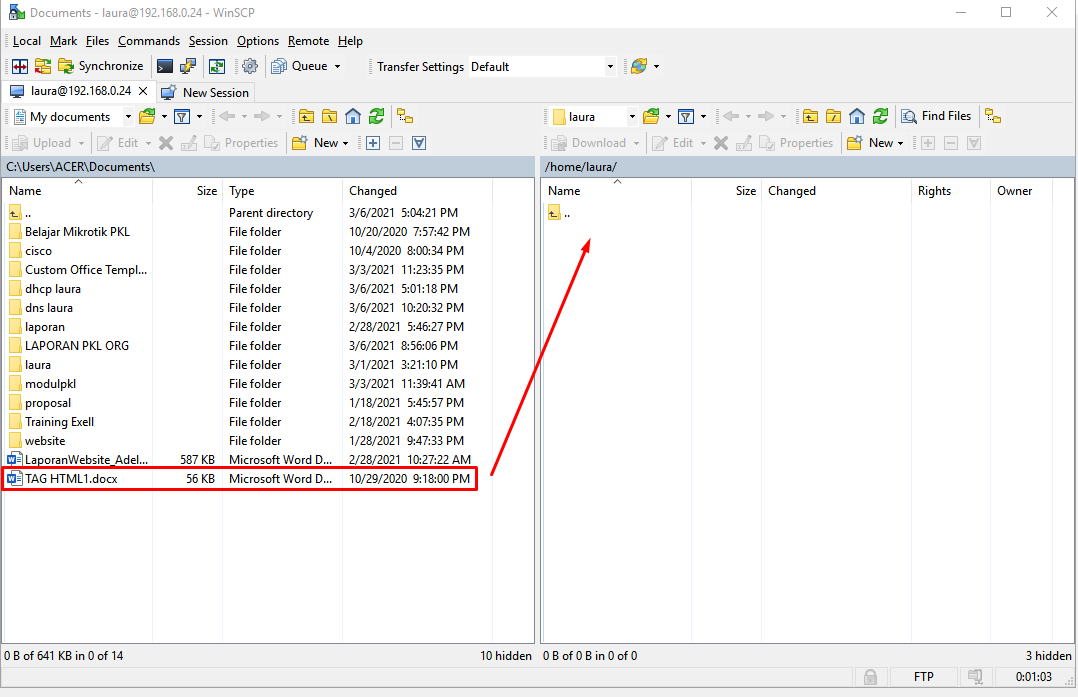 Documents - laura@192.168.0.24 - WinSCP
Local Mark Files Commands Session Options Remote Help
Synchronize Queue Transfer Settings Default
laura@192.168.0.24 New Session
My documents laura Find Files
Upload Edit Properties New Download Edit Properties New
C:\Users\ACER\Documents\ /home/laura/
Name Size Type Changed Name Size Changed Rights Owner
.. Parent directory 3/6/2021 5:04:21 PM ..
Belajar Mikrotik PKL File folder 10/20/2020 7:57:42 PM
cisco File folder 10/4/2020 8:00:34 PM
Custom Office Templ... File folder 3/3/2021 11:23:35 PM
dhcp laura File folder 3/6/2021 5:01:18 PM
dns laura File folder 3/6/2021 10:20:32 PM
laporan File folder 2/28/2021 5:46:27 PM
LAPORAN PKL ORG File folder 3/6/2021 8:56:06 PM
laura File folder 3/1/2021 3:21:10 PM
modulpkl File folder 3/3/2021 11:39:41 AM
proposal File folder 1/18/2021 5:45:57 PM
Training Exell File folder 2/18/2021 4:07:35 PM
website File folder 1/28/2021 9:47:33 PM
LaporanWebsite_Adel... 587 KB Microsoft Word D... 2/28/2021 10:27:22 AM
TAG HTML1.docx 56 KB Microsoft Word D... 10/29/2020 9:18:00 PM
0 B of 641 KB in 0 of 14 10 hidden 0 B of 0 B in 0 of 0 3 hidden
FTP 0:01:03